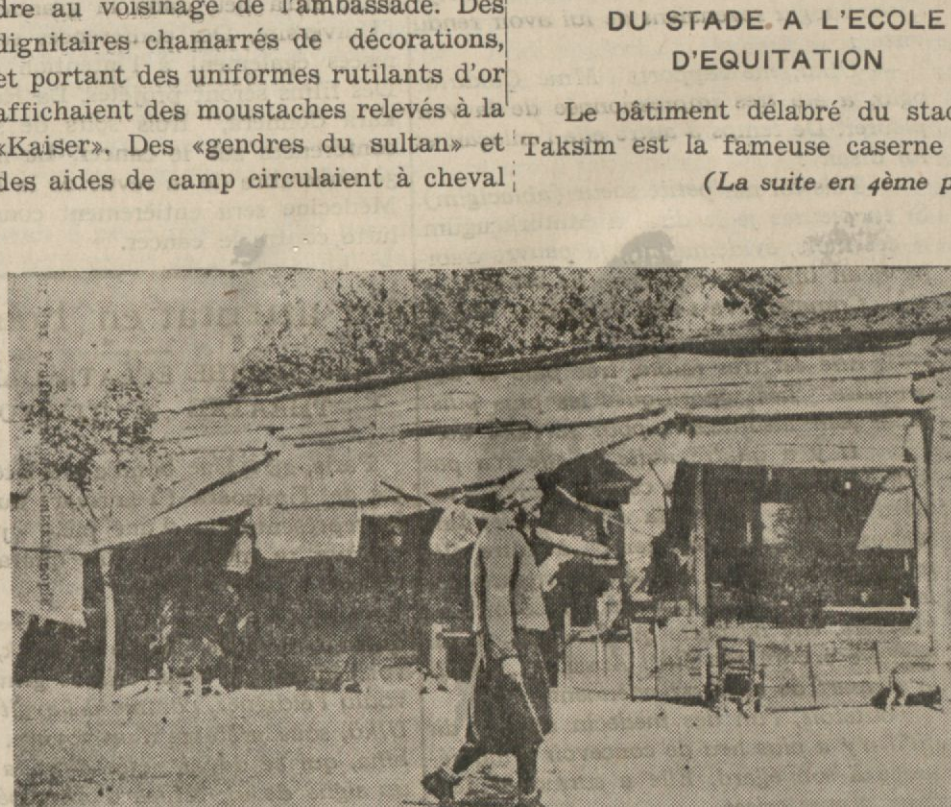 dre au voisinage de l'ambassade. Des
dignitaires chamarrés de décorations,
et portant des uniformes rutilants d'or
affichaient des moustaches relevés à la
«Kaiser». Des «gendres du sultan» et
des aides de camp circulaient à cheval
DU STADE A L'ECOLE
D'EQUITATION
Le bâtiment délabré du stade
Taksim est la fameuse caserne
(La suite en 4ème p